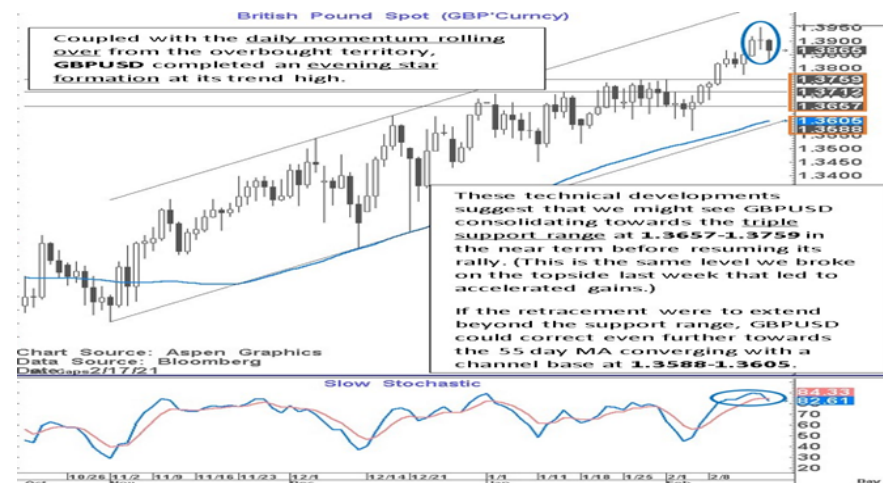 British Pound Spot (GBP'Curncy)
Coupled with the daily momentum rolling
over from the overbought territory,
GBPUSD completed an evening star
formation at its trend high.
1.3950
1.3900
1.3865
1.3800
1.3759
1.3712
1.3657
1.3605
1.3588
1.3500
1.3450
1.3400
These technical developments
suggest that we might see GBPUSD
consolidating towards the triple
support range at 1.3657-1.3759 in
the near term before resuming its
rally. (This is the same level we broke
on the topside last week that led to
accelerated gains.)
If the retracement were to extend
beyond the support range, GBPUSD
could correct even further towards
the 55 day MA converging with a
channel base at 1.3588-1.3605.
Chart Source: Aspen Graphics
Data Source: Bloomberg
2/17/21
Slow Stochastic
84.33
82.61
70
60
50
40
30
20
10/26 11/2 11/9 11/16 11/23 12/1 12/14 12/21 1/1 1/11 1/18 1/25 2/1 2/8
Day